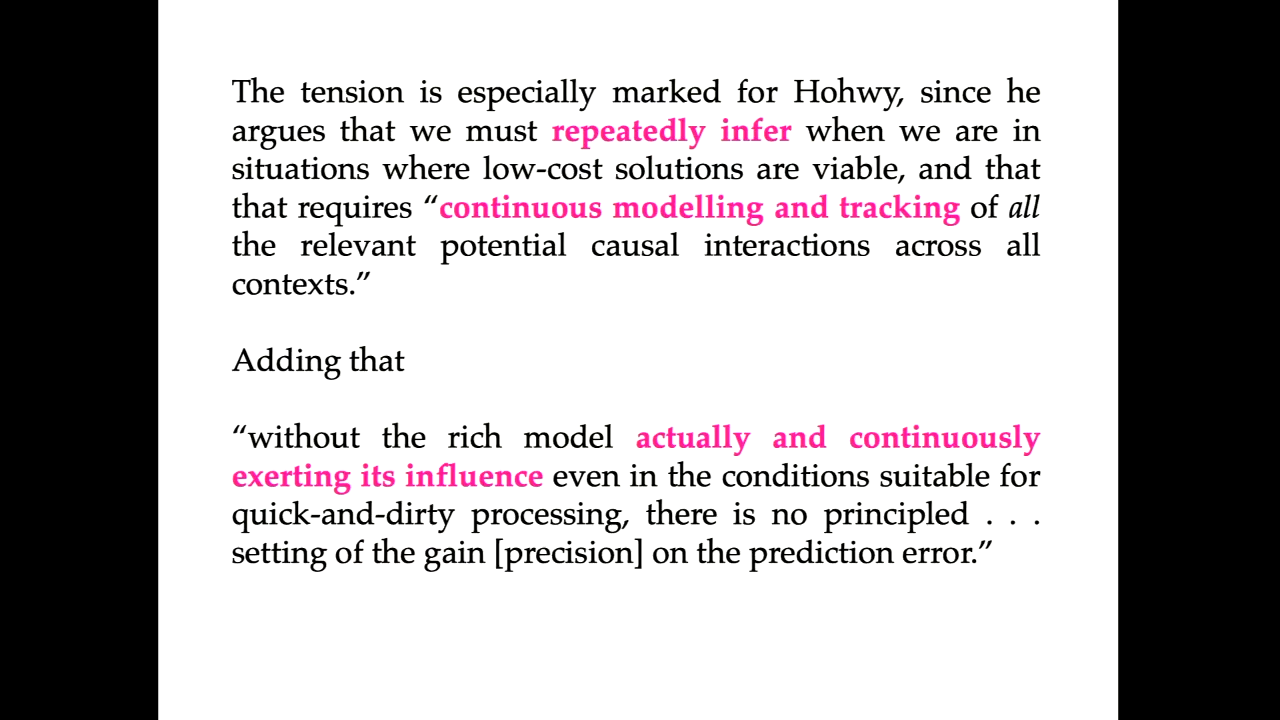 The tension is especially marked for Hohwy, since he
argues that we must repeatedly infer when we are in
situations where low-cost solutions are viable, and that
that requires “continuous modelling and tracking of all
the relevant potential causal interactions across all
contexts.”
Adding that
“without the rich model actually and continuously
exerting its influence even in the conditions suitable for
quick-and-dirty processing, there is no principled . . .
setting of the gain [precision] on the prediction error.”